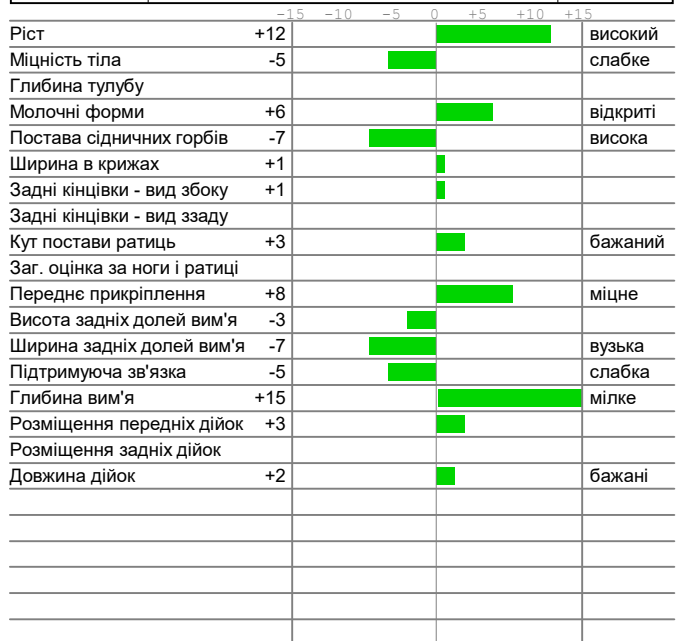 -15 -10 -5 0 +5 +10 +15
Ріст +12 високий
Міцність тіла -5 слабке
Глибина тулубу
Молочні форми +6 відкриті
Постава сідничних горбів -7 висока
Ширина в крижах +1
Задні кінцівки - вид збоку +1
Задні кінцівки - вид ззаду
Кут постави ратиць +3 бажаний
Заг. оцінка за ноги і ратиці
Переднє прикріплення +8 міцне
Висота задніх долей вим'я -3
Ширина задніх долей вим'я -7 вузька
Підтримуюча зв'язка -5 слабка
Глибина вим'я +15 мілке
Розміщення передніх дійок +3
Розміщення задніх дійок
Довжина дійок +2 бажані